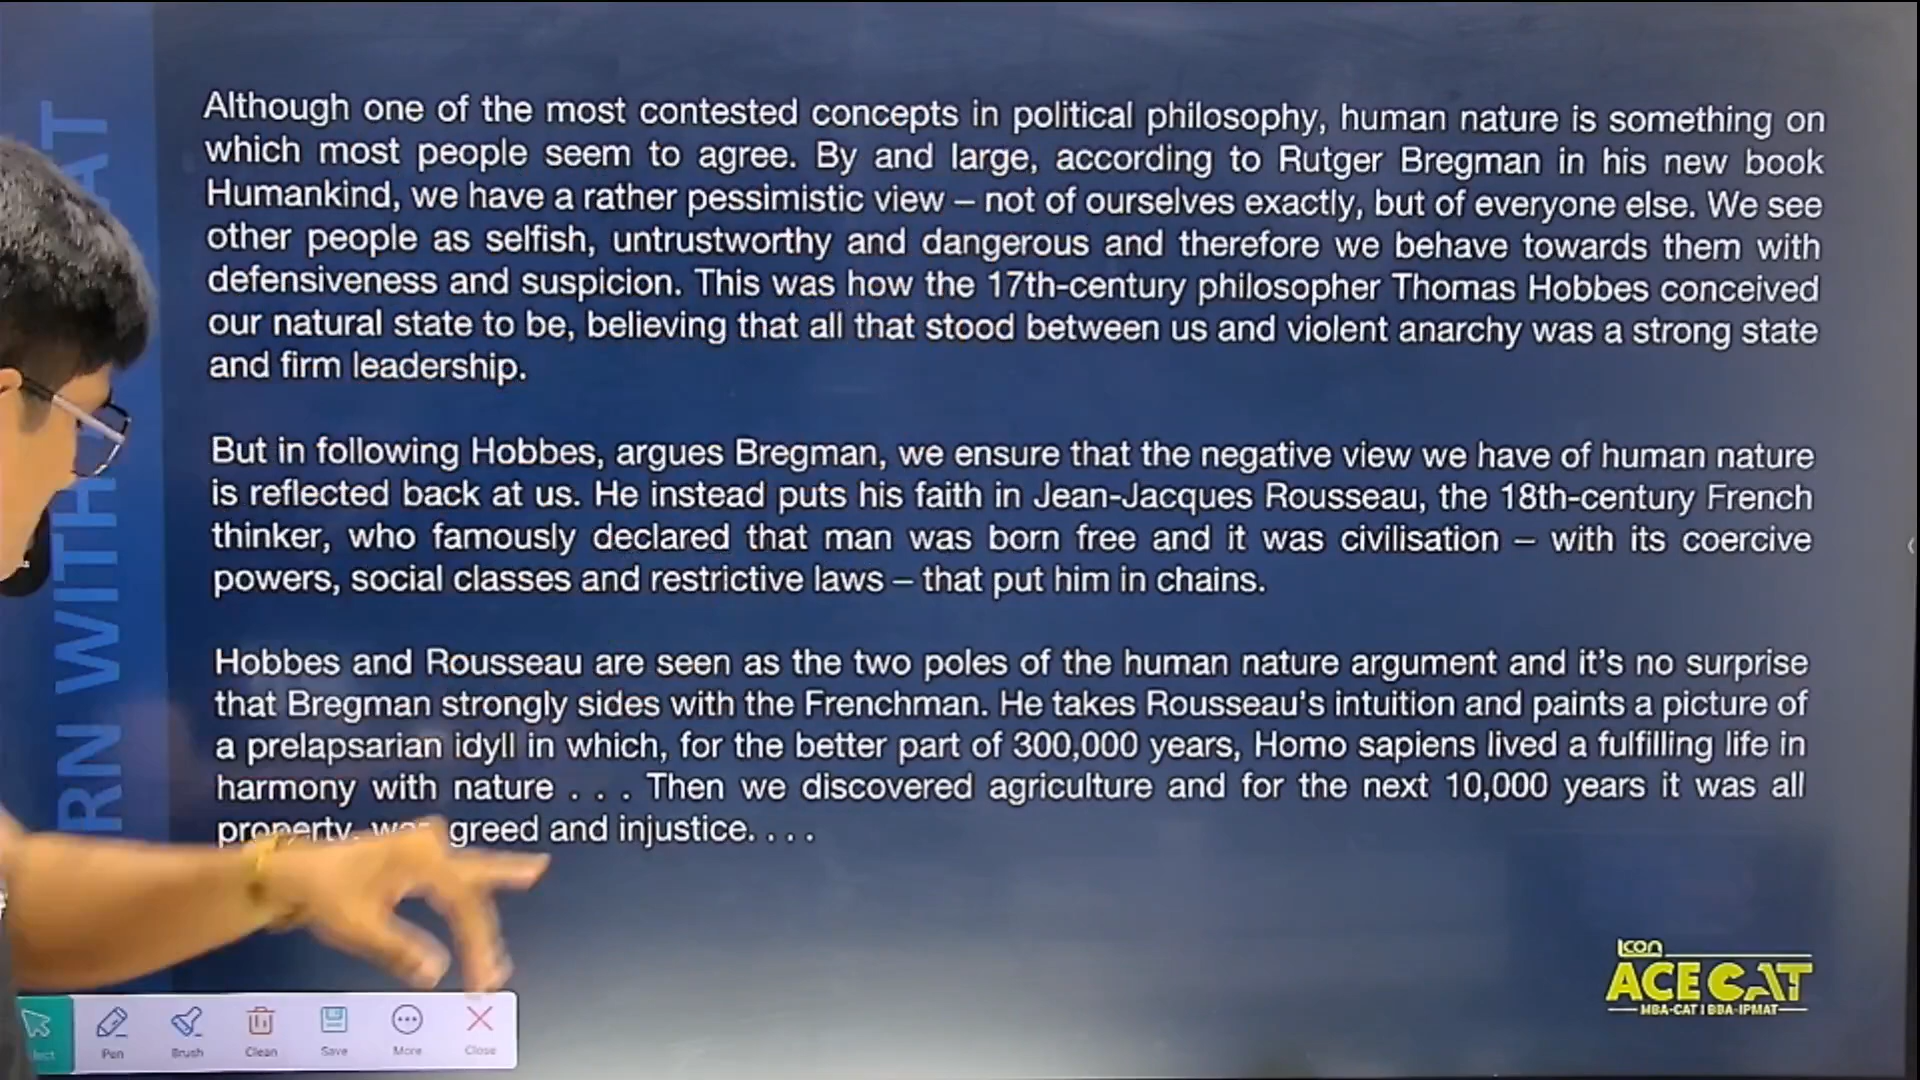 Although one of the most contested concepts in political philosophy, human nature is something on
which most people seem to agree. By and large, according to Rutger Bregman in his new book
Humankind, we have a rather pessimistic view – not of ourselves exactly, but of everyone else. We see
other people as selfish, untrustworthy and dangerous and therefore we behave towards them with
defensiveness and suspicion. This was how the 17th-century philosopher Thomas Hobbes conceived
our natural state to be, believing that all that stood between us and violent anarchy was a strong state
and firm leadership.
But in following Hobbes, argues Bregman, we ensure that the negative view we have of human nature
is reflected back at us. He instead puts his faith in Jean-Jacques Rousseau, the 18th-century French
thinker, who famously declared that man was born free and it was civilisation – with its coercive
powers, social classes and restrictive laws – that put him in chains.
Hobbes and Rousseau are seen as the two poles of the human nature argument and it's no surprise
that Bregman strongly sides with the Frenchman. He takes Rousseau's intuition and paints a picture of
a prelapsarian idyll in which, for the better part of 300,000 years, Homo sapiens lived a fulfilling life in
harmony with nature . . . Then we discovered agriculture and for the next 10,000 years it was all
property, greed and injustice. . . .
RN WITH AT
icon
ACE CAT
MBA-CAT | BBA-IPMAT
Pen Brush Clean Save More Close